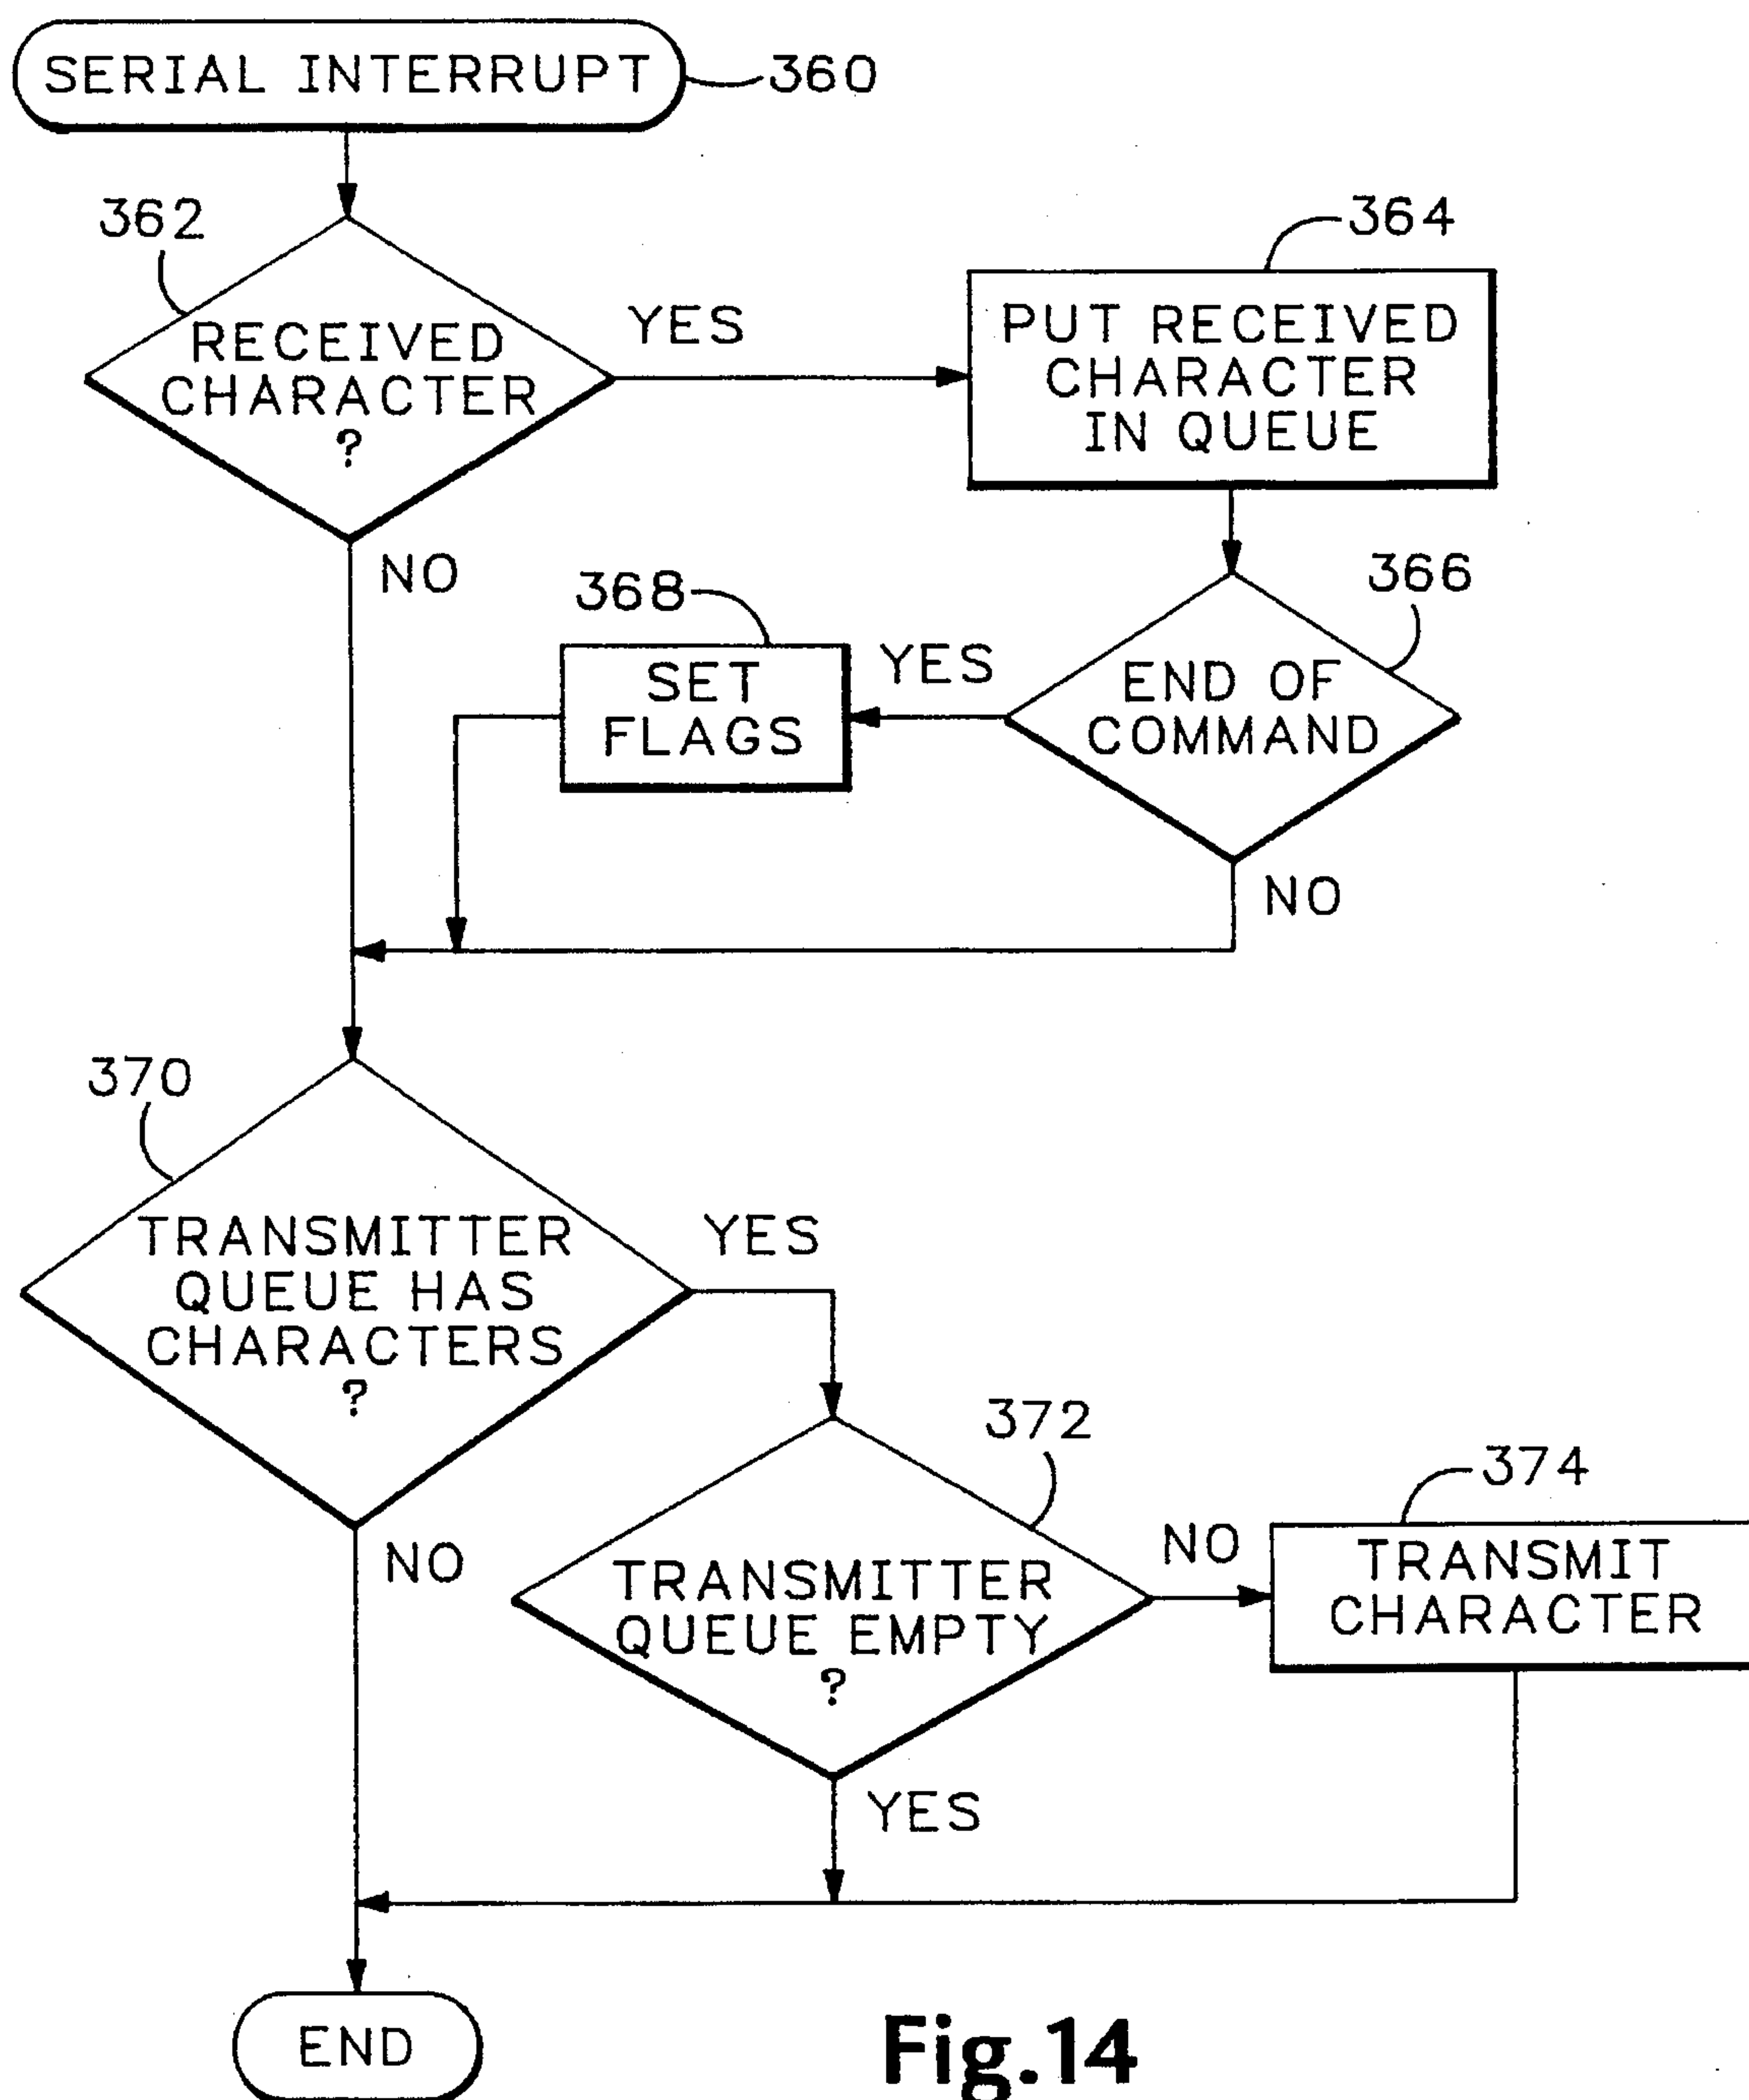 SERIAL INTERRUPT
360
362
RECEIVED
CHARACTER
?
YES
NO
364
PUT RECEIVED
CHARACTER
IN QUEUE
366
END OF
COMMAND
YES
NO
368
SET
FLAGS
370
TRANSMITTER
QUEUE HAS
CHARACTERS
?
YES
NO
372
TRANSMITTER
QUEUE EMPTY
?
NO
YES
374
TRANSMIT
CHARACTER
END
Fig.14